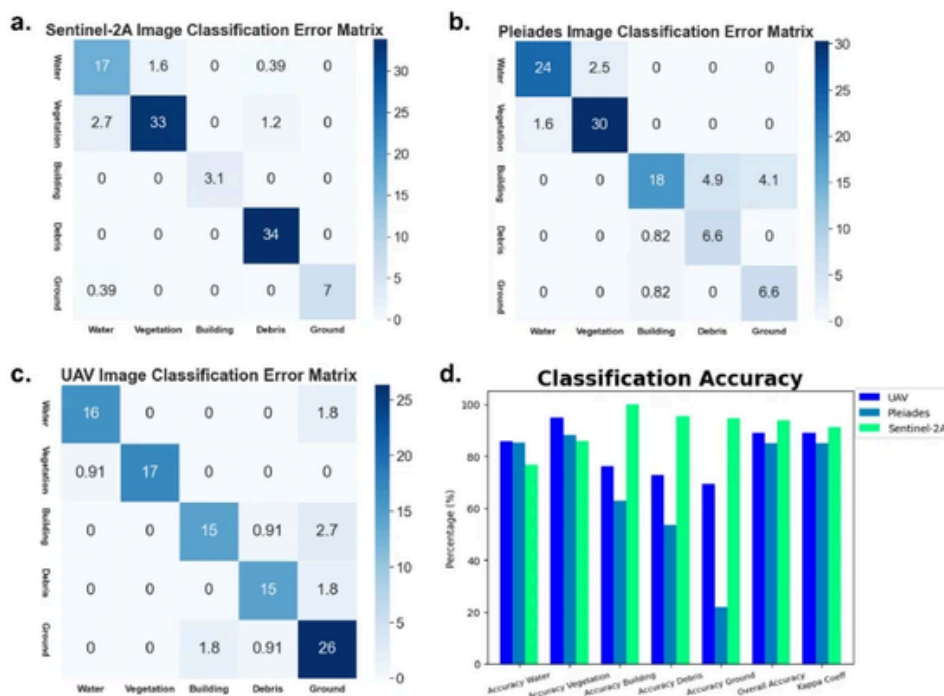 a.
Sentinel-2A Image Classification Error Matrix
Water
17 1.6 0 0.39 0
30
Vegetation
2.7 33 0 1.2 0
25
20
Building
0 0 3.1 0 0
15
Debris
0 0 0 34 0
10
5
Ground
0.39 0 0 0 7
0
Water Vegetation Building Debris Ground
b.
Pleiades Image Classification Error Matrix
30
Water
24 2.5 0 0 0
25
Vegetation
1.6 30 0 0 0
20
Building
0 0 18 4.9 4.1
15
10
Debris
0 0 0.82 6.6 0
5
Ground
0 0 0.82 0 6.6
0
Water Vegetation Building Debris Ground
c.
UAV Image Classification Error Matrix
25
Water
16 0 0 0 1.8
20
Vegetation
0.91 17 0 0 0
15
Building
0 0 15 0.91 2.7
10
Debris
0 0 0 15 1.8
5
Ground
0 0 1.8 0.91 26
0
Water Vegetation Building Debris Ground
d.
Classification Accuracy
UAV
Pleiades
Sentinel-2A
Percentage (%)
100
80
60
40
20
0
Accuracy Water
Accuracy Vegetation
Accuracy Building
Accuracy Debris
Accuracy Ground
Overall Accuracy
Kappa Coeff